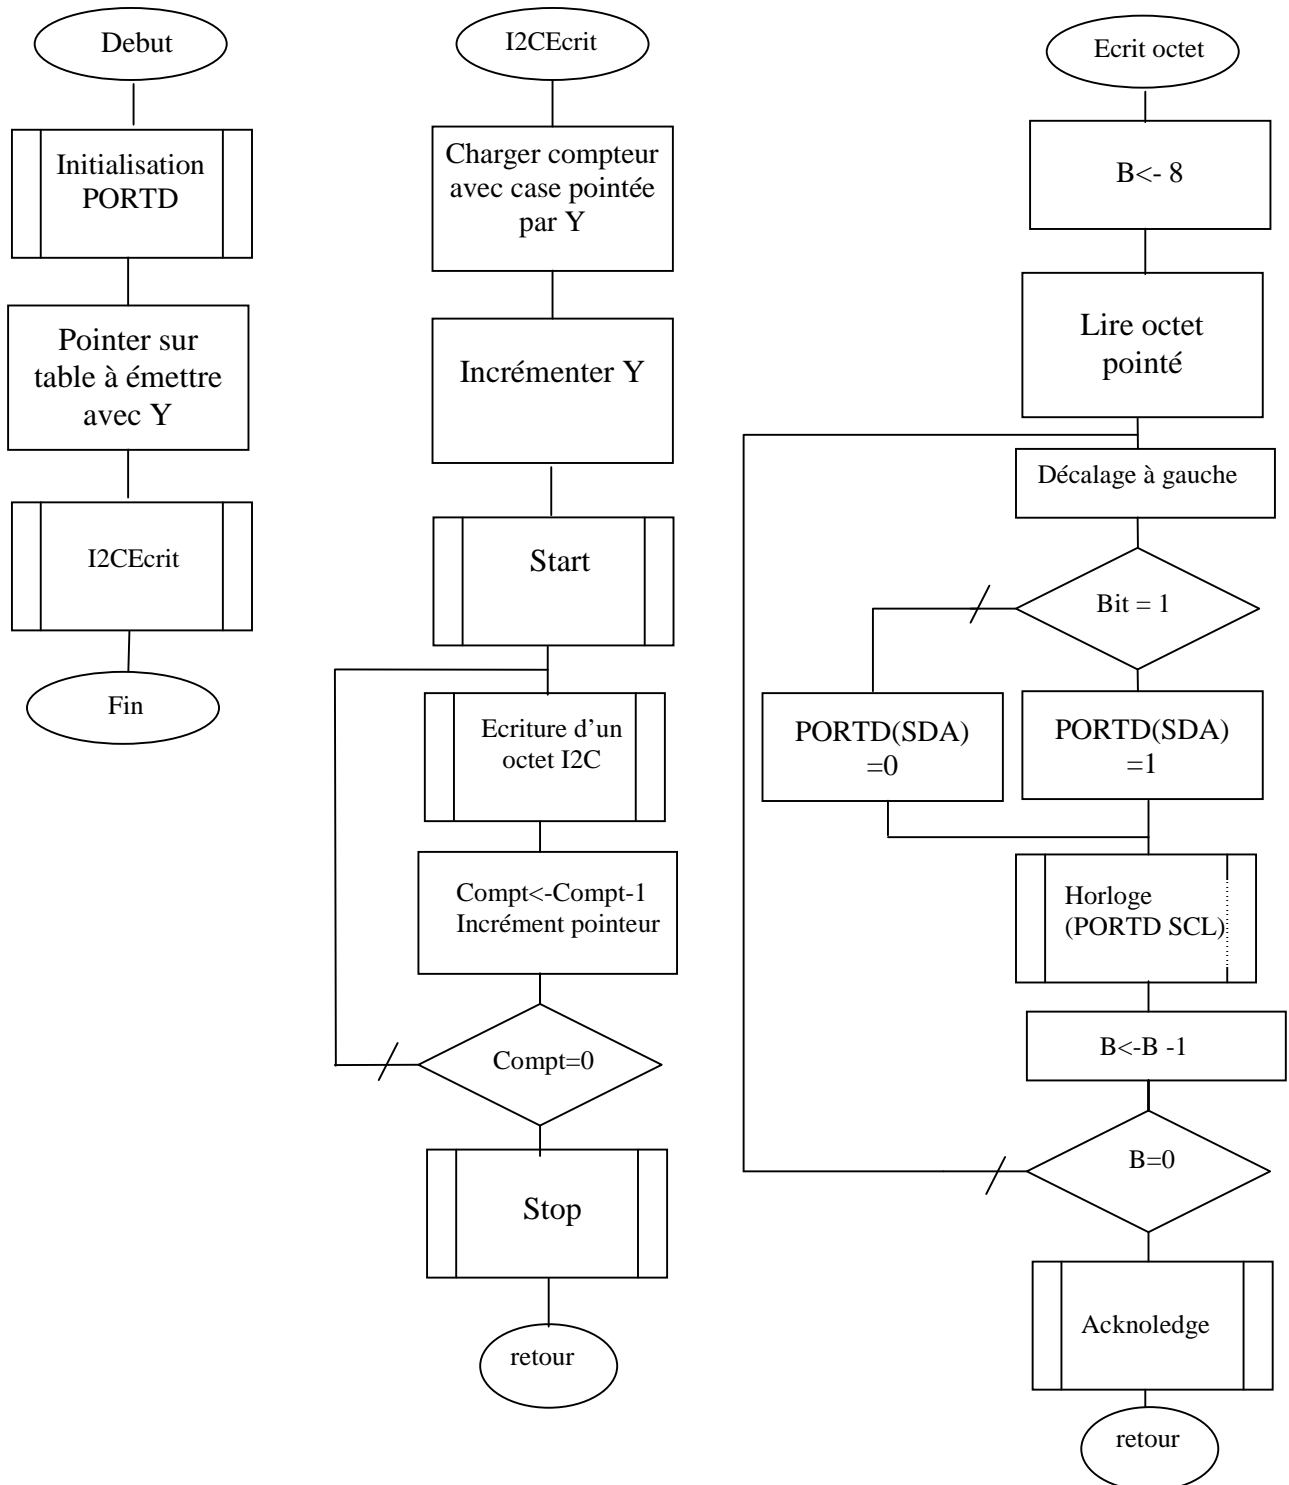 Debut
Initialisation
PORTD
Pointer sur
table à émettre
avec Y
I2CEcrit
Fin
I2CEcrit
Charger compteur
avec case pointée
par Y
Incrémenter Y
Start
Ecriture d’un
octet I2C
Compt<-Compt-1
Incrément pointeur
Compt=0
Stop
retour
Ecrit octet
B<- 8
Lire octet
pointé
Décalage à gauche
Bit = 1
PORTD(SDA)
=0
PORTD(SDA)
=1
Horloge
(PORTD SCL)
B<-B -1
B=0
Acknoledge
retour